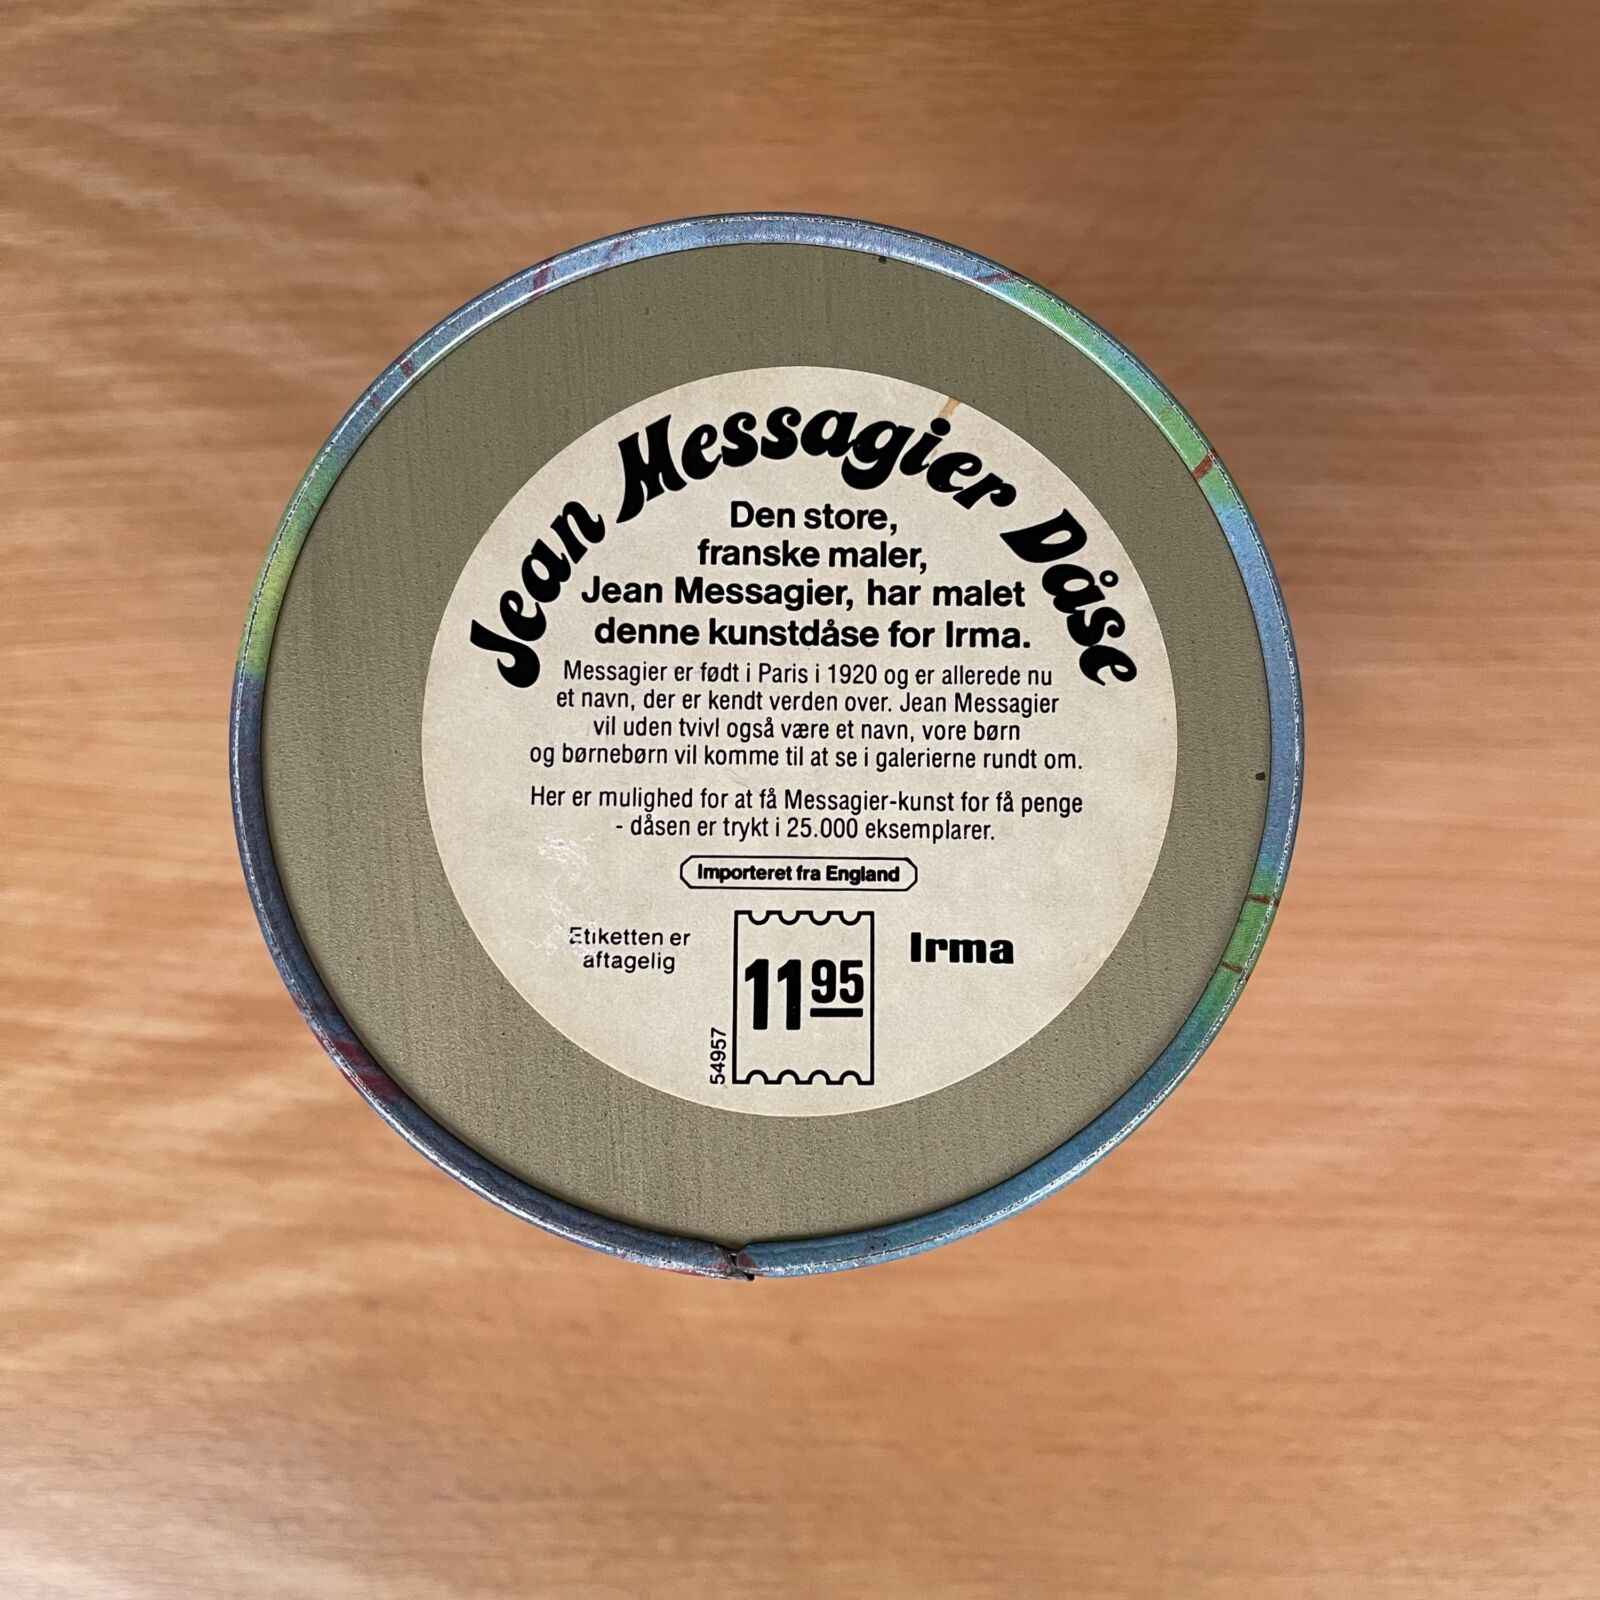 Jean Messagier Dåse
Den store,
franske maler,
Jean Messagier, har malet
denne kunstdåse for Irma.
Messagier er født i Paris i 1920 og er allerede nu
et navn, der er kendt verden over. Jean Messagier
vil uden tvivl også være et navn, vore børn
og børnebørn vil komme til at se i galerierne rundt om.
Her er mulighed for at få Messagier-kunst for få penge
- dåsen er trykt i 25.000 eksemplarer.
Importeret fra England
Etiketten er
aftagelig
11 95
Irma
54957